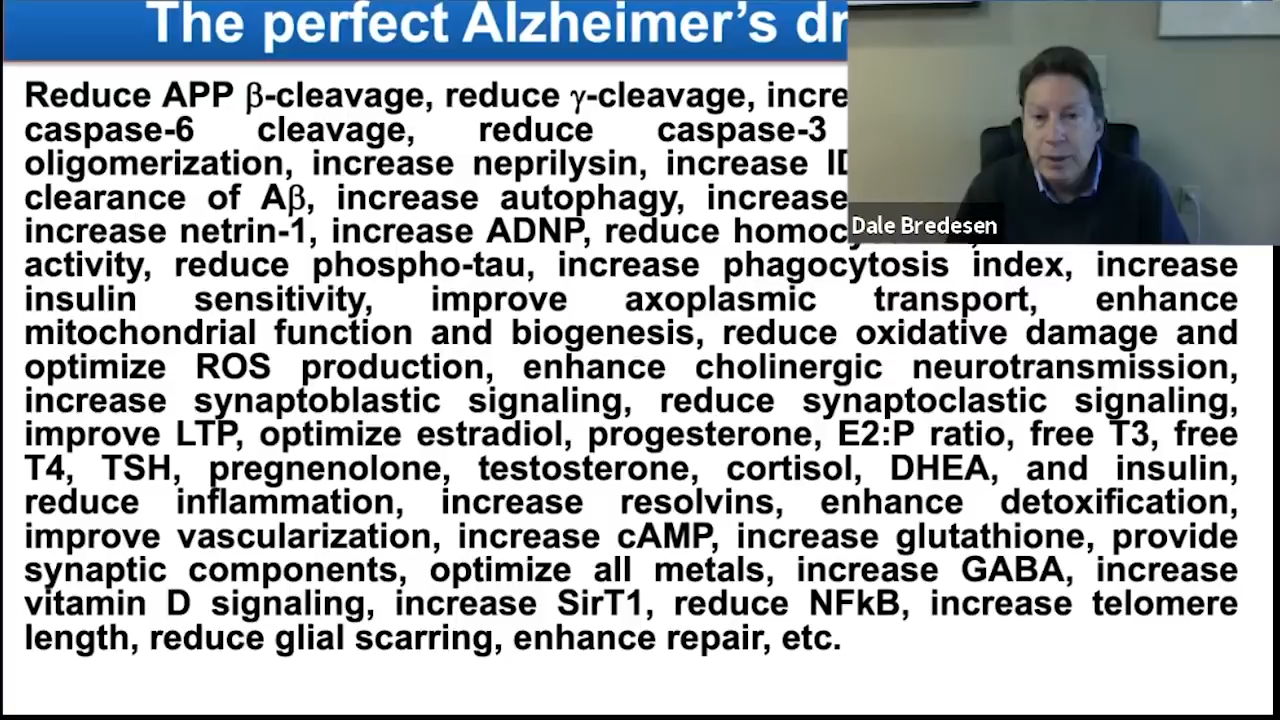 The perfect Alzheimer's
Reduce APP β-cleavage, reduce γ-cleavage,
caspase-6 cleavage, reduce caspase-3
oligomerization, increase neprilysin, increase
clearance of Aβ, increase autophagy, increase
increase netrin-1, increase ADNP, reduce
Dale Bredesen
activity, reduce phospho-tau, increase phagocytosis index, increase
insulin sensitivity, improve axoplasmic transport, enhance
mitochondrial function and biogenesis, reduce oxidative damage and
optimize ROS production, enhance cholinergic neurotransmission,
increase synaptoblastic signaling, reduce synaptoclastic signaling,
improve LTP, optimize estradiol, progesterone, E2:P ratio, free T3, free
T4, TSH, pregnenolone, testosterone, cortisol, DHEA, and insulin,
reduce inflammation, increase resolvins, enhance detoxification,
improve vascularization, increase cAMP, increase glutathione, provide
synaptic components, optimize all metals, increase GABA, increase
vitamin D signaling, increase SirT1, reduce NFkB, increase telomere
length, reduce glial scarring, enhance repair, etc.